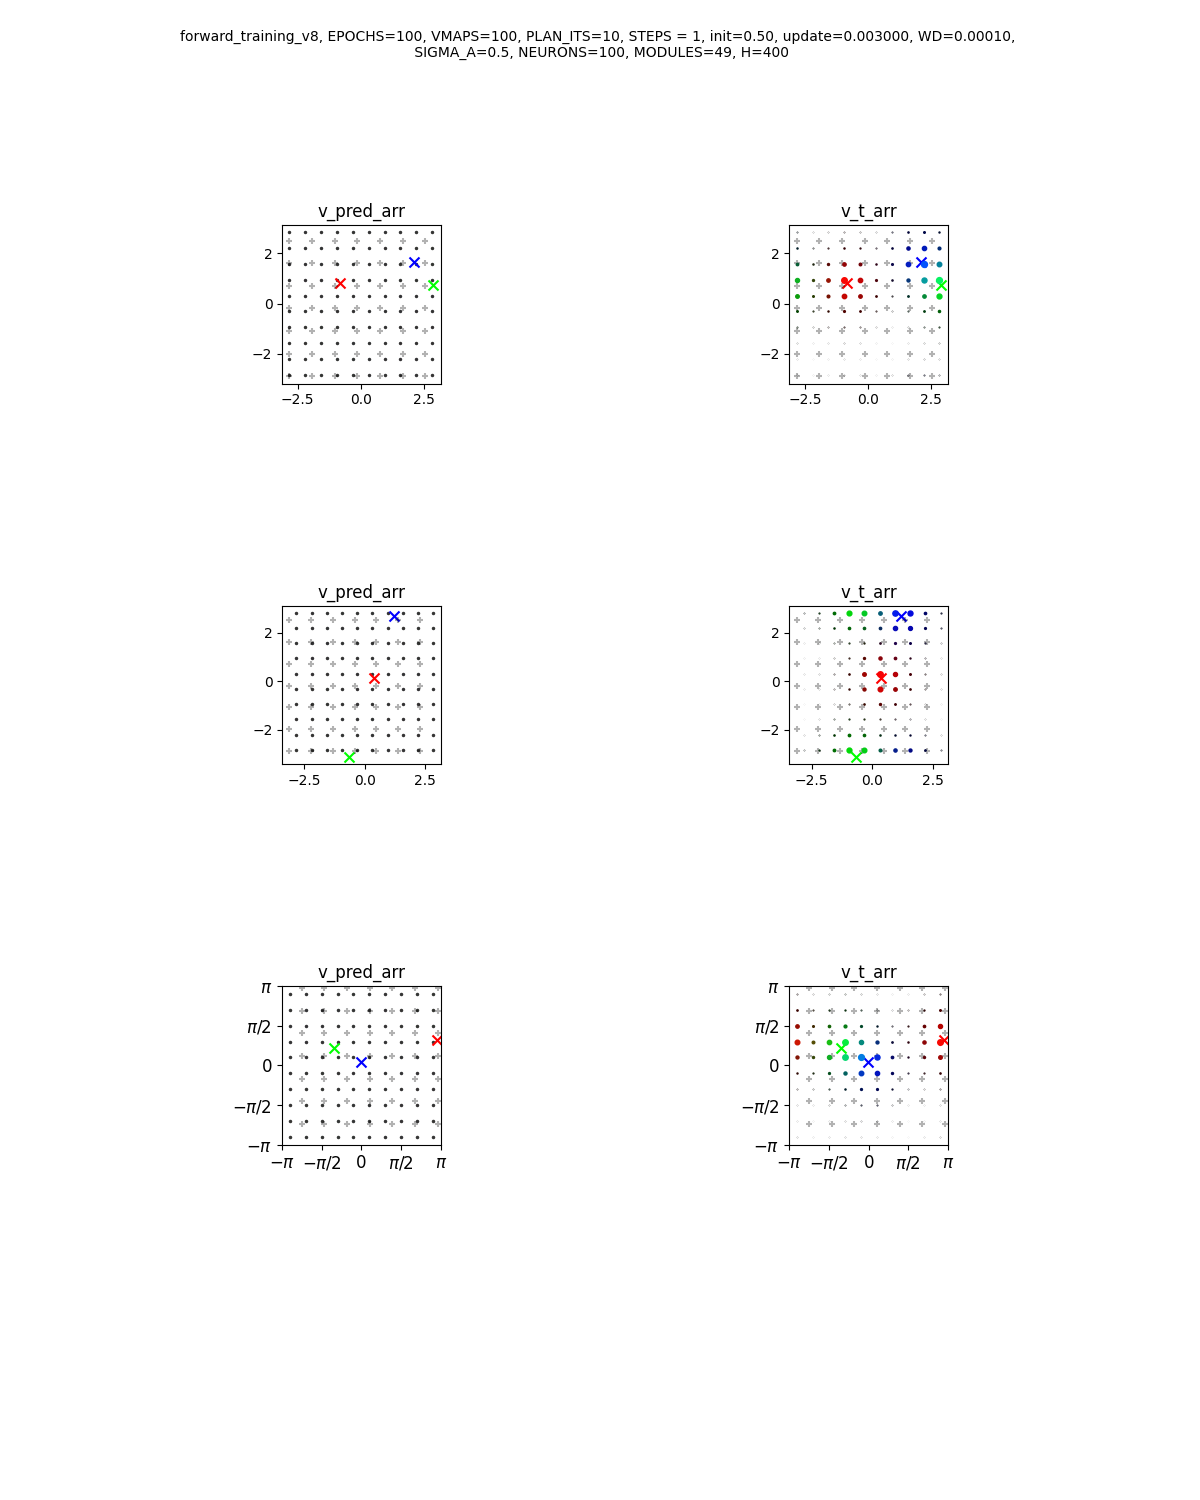 forward_training_v8, EPOCHS=100, VMAPS=100, PLAN_ITS=10, STEPS = 1, init=0.50, update=0.003000, WD=0.00010,
SIGMA_A=0.5, NEURONS=100, MODULES=49, H=400
v_pred_arr
v_t_arr
2
0
−2
−2.5 0.0 2.5
2
0
−2
−2.5 0.0 2.5
v_pred_arr
v_t_arr
2
0
−2
−2.5 0.0 2.5
2
0
−2
−2.5 0.0 2.5
v_pred_arr
v_t_arr
π
π/2
0
−π/2
−π
−π −π/2 0 π/2 π
π
π/2
0
−π/2
−π
−π −π/2 0 π/2 π